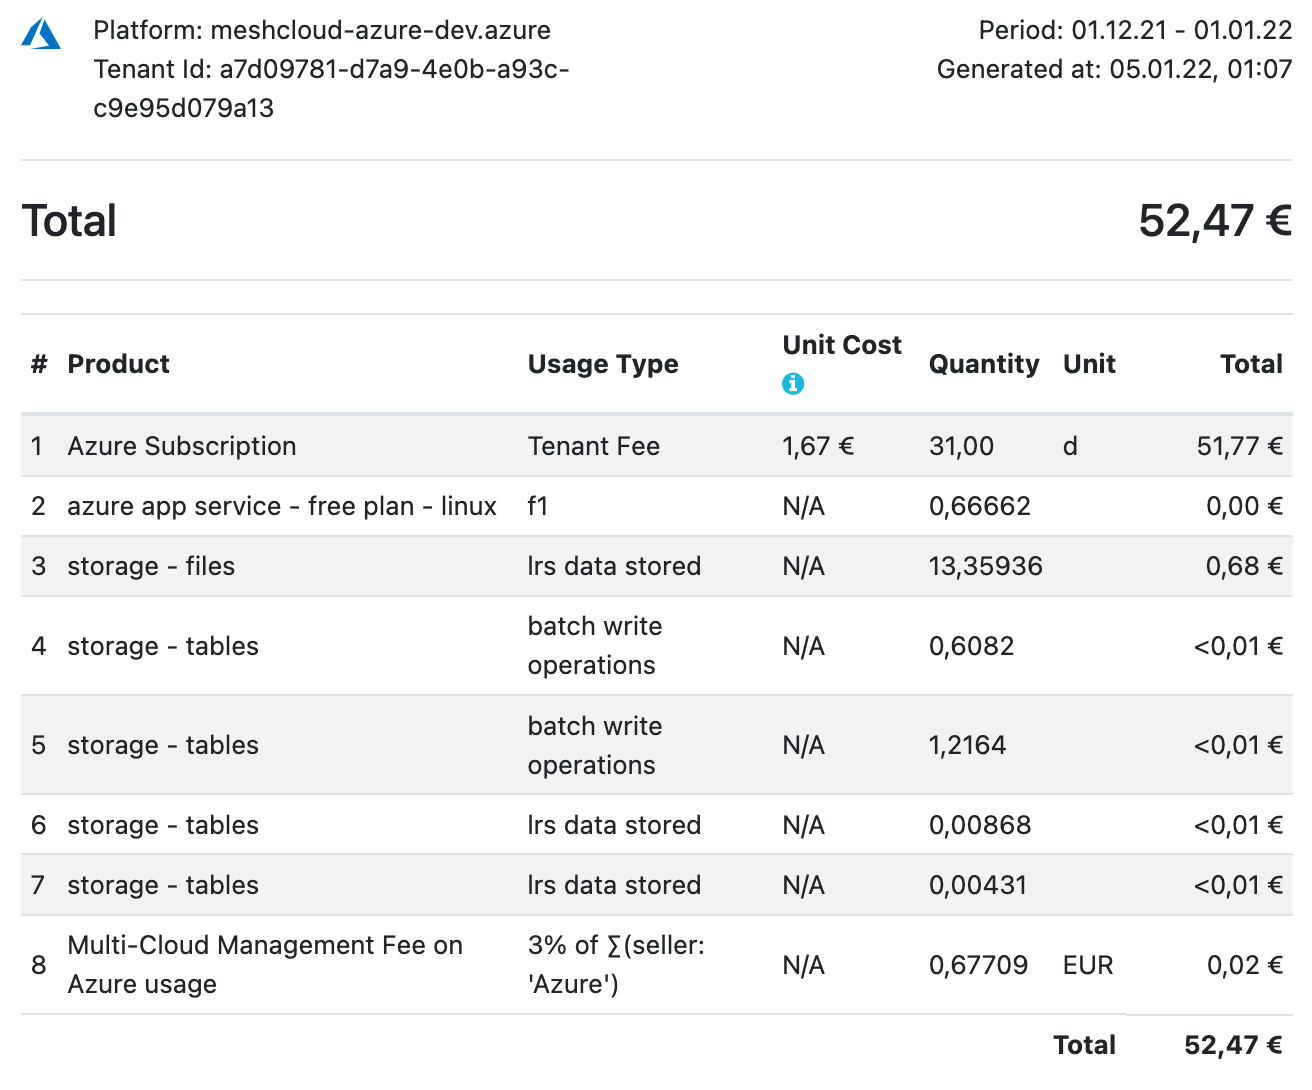 Platform: meshcloud-azure-dev.azure
Tenant Id: a7d09781-d7a9-4e0b-a93c-
c9e95d079a13
Period: 01.12.21 - 01.01.22
Generated at: 05.01.22, 01:07
Total 52,47 €
# Product Usage Type Unit Cost Quantity Unit Total
1 Azure Subscription Tenant Fee 1,67 € 31,00 d 51,77 €
2 azure app service - free plan - linux f1 N/A 0,66662 0,00 €
3 storage - files lrs data stored N/A 13,35936 0,68 €
4 storage - tables batch write operations N/A 0,6082 <0,01 €
5 storage - tables batch write operations N/A 1,2164 <0,01 €
6 storage - tables lrs data stored N/A 0,00868 <0,01 €
7 storage - tables lrs data stored N/A 0,00431 <0,01 €
8 Multi-Cloud Management Fee on Azure usage 3% of ∑(seller: 'Azure') N/A 0,67709 EUR 0,02 €
Total 52,47 €